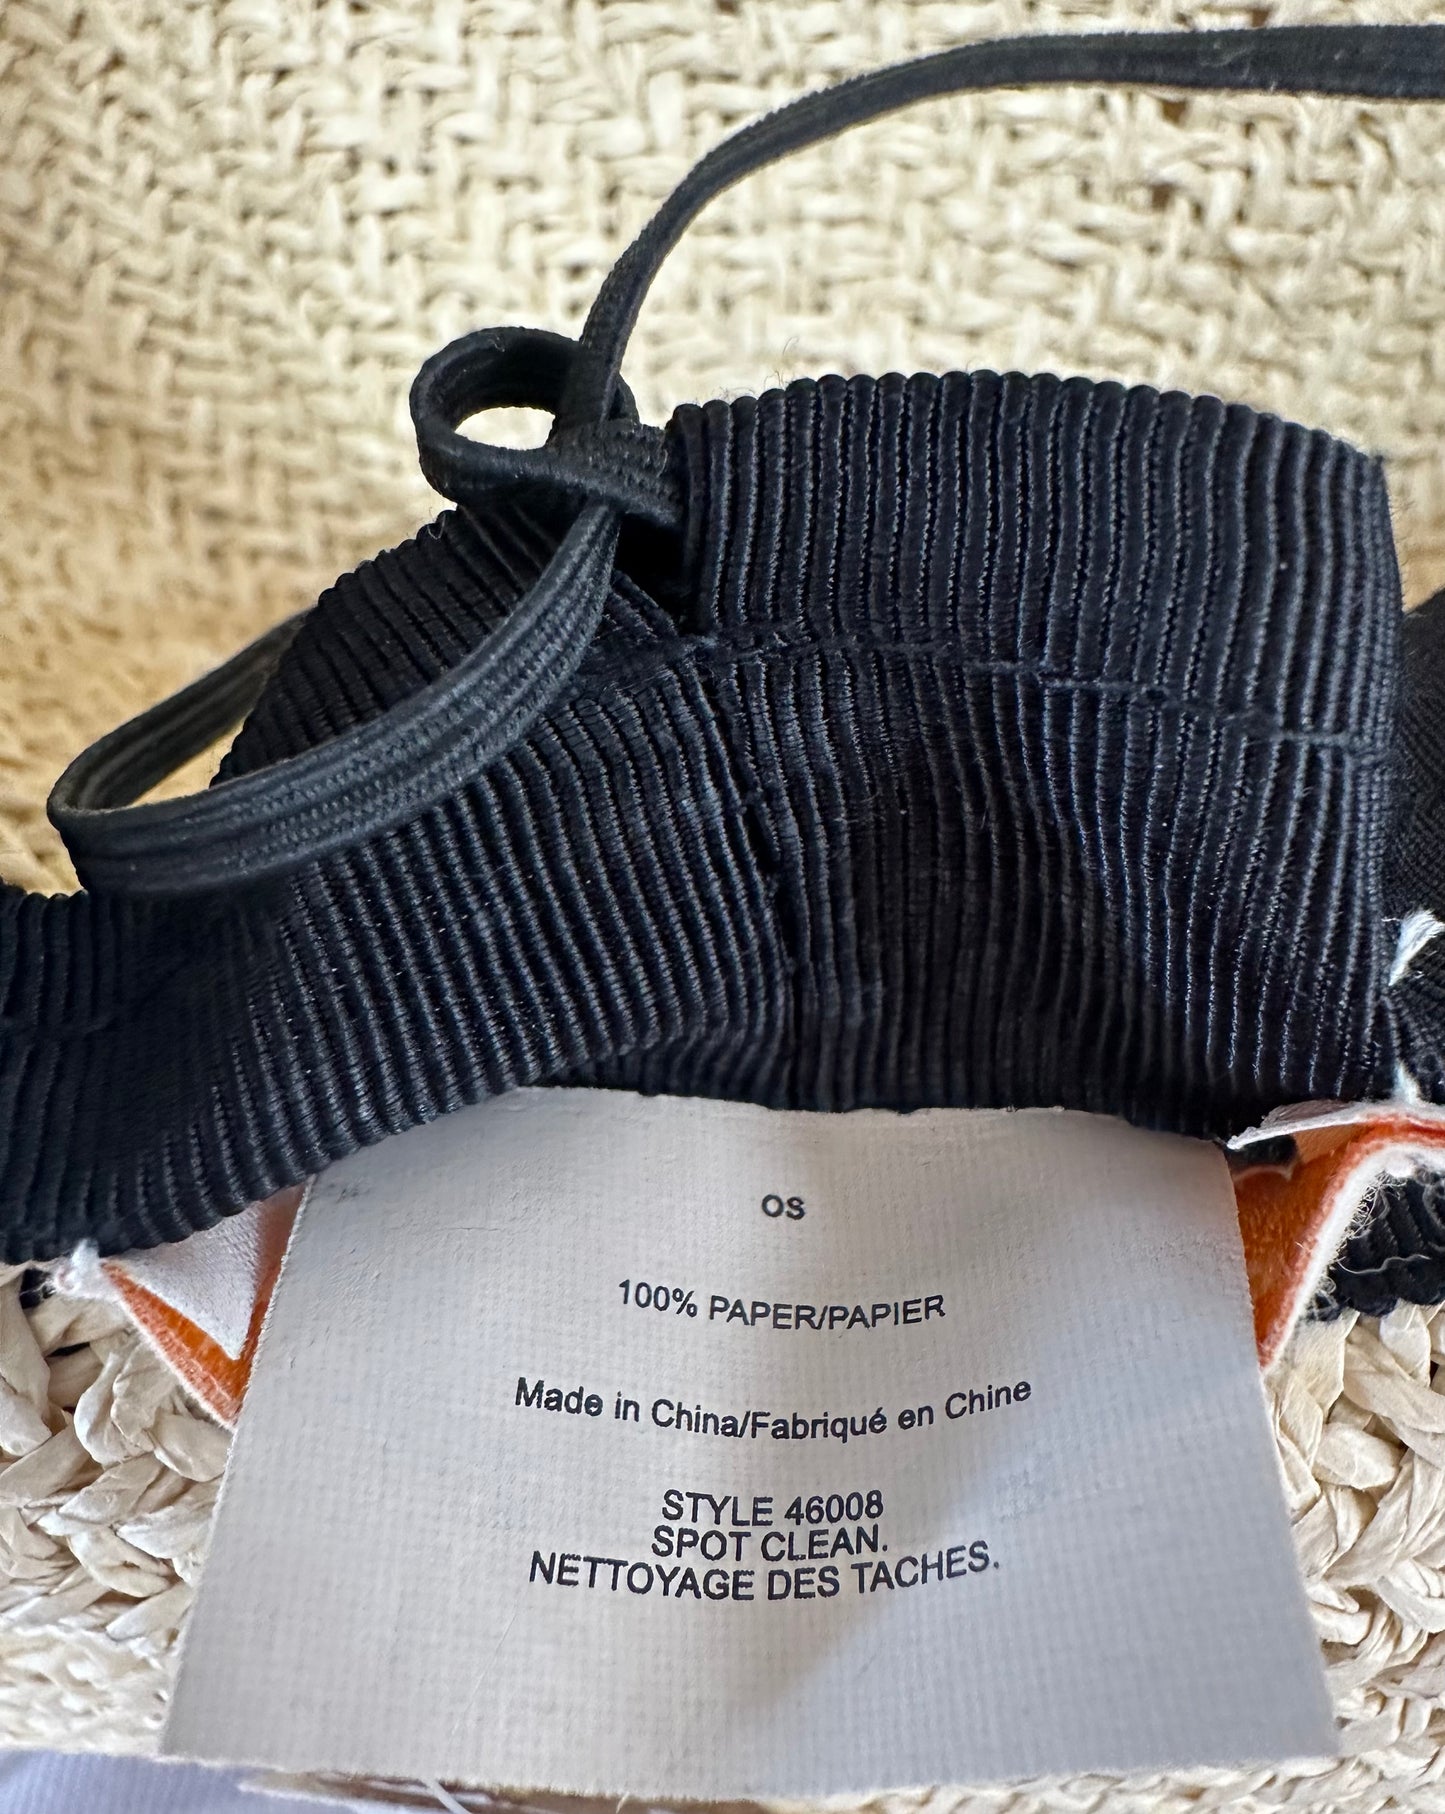 OS
100% PAPER/PAPIER
Made in China/Fabriqué en Chine
STYLE 46008
SPOT CLEAN.
NETTOYAGE DES TACHES.